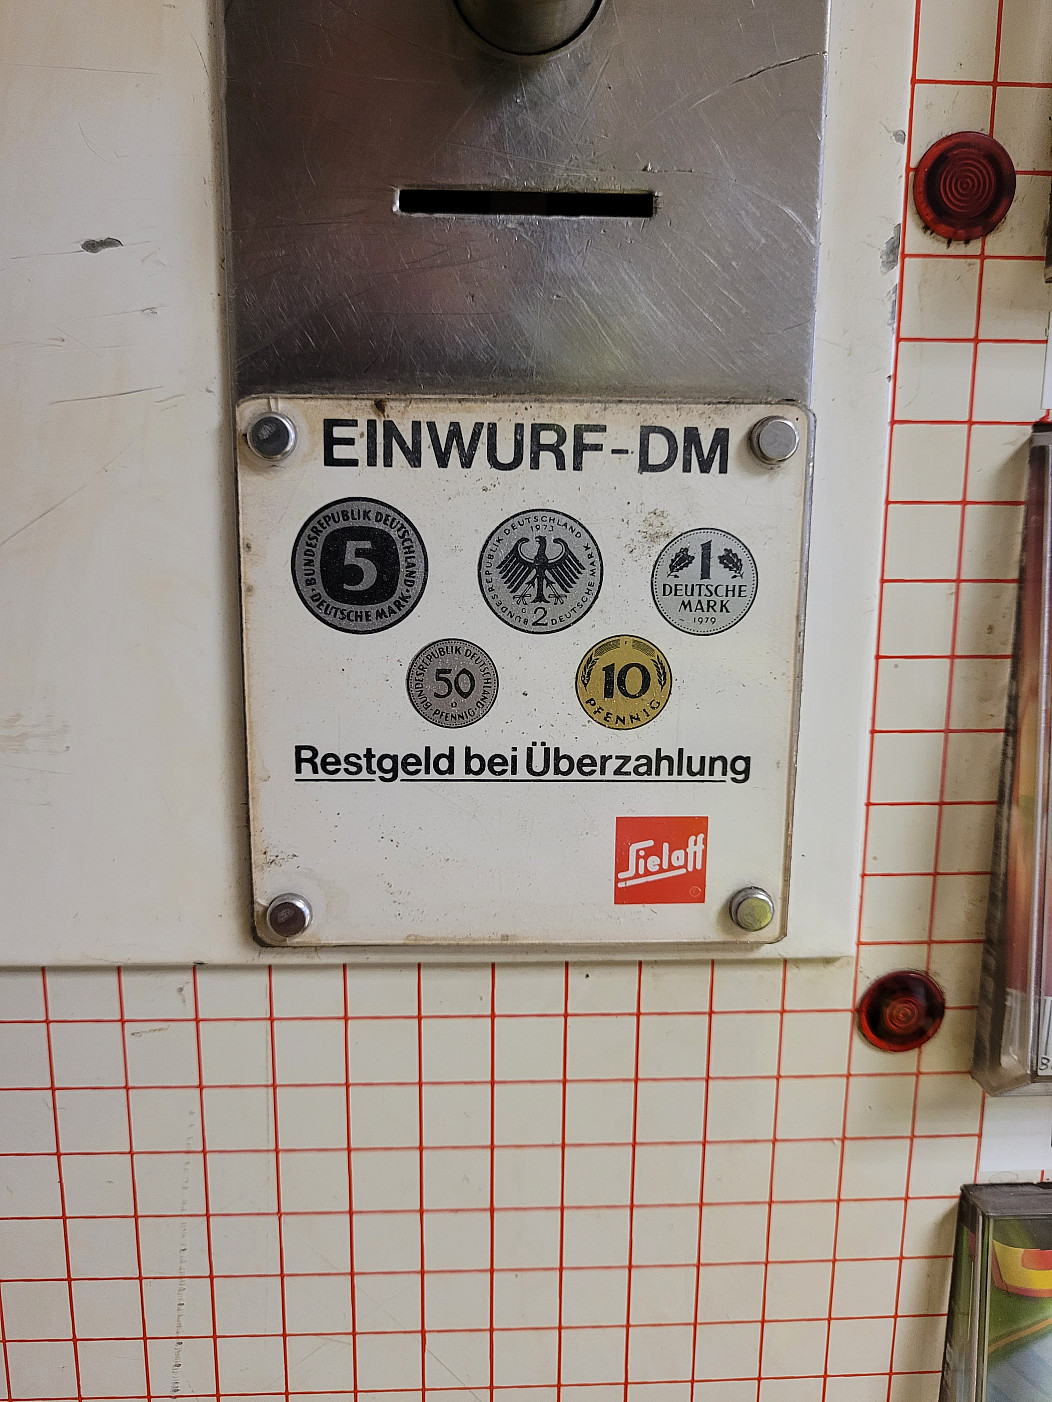 EINWURF-DM
BUNDESREPUBLIK DEUTSCHLAND
5
DEUTSCHE MARK
BUNDESREPUBLIK DEUTSCHLAND
1973
2
DEUTSCHE MARK
1
DEUTSCHE
MARK
1979
BUNDESREPUBLIK DEUTSCHLAND
50
PFENNIG
10
PFENNIG
Restgeld bei Überzahlung
Sielaff